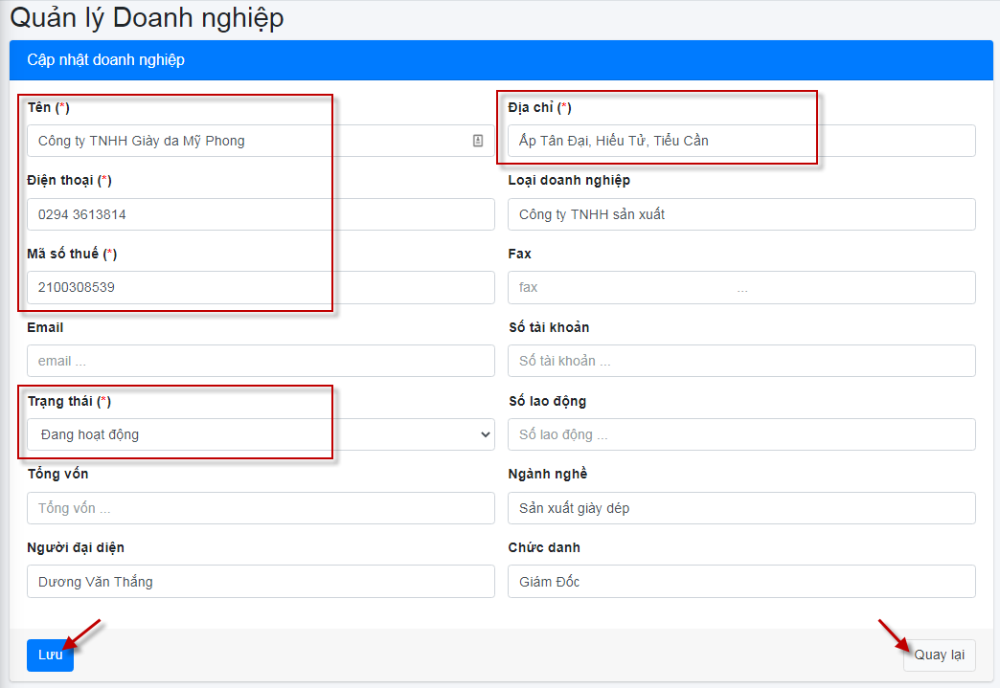 Quản lý Doanh nghiệp
Cập nhật doanh nghiệp
Tên (*)
Địa chỉ (*)
Công ty TNHH Giày da Mỹ Phong
Ấp Tân Đại, Hiếu Tử, Tiểu Cần
Điện thoại (*)
Loại doanh nghiệp
0294 3613814
Công ty TNHH sản xuất
Mã số thuế (*)
Fax
2100308539
fax ...
Email
Số tài khoản
email ...
Số tài khoản ...
Trạng thái (*)
Số lao động
Đang hoạt động
Số lao động ...
Tổng vốn
Ngành nghề
Tổng vốn ...
Sản xuất giày dép
Người đại diện
Chức danh
Dương Văn Thắng
Giám Đốc
Lưu
Quay lại